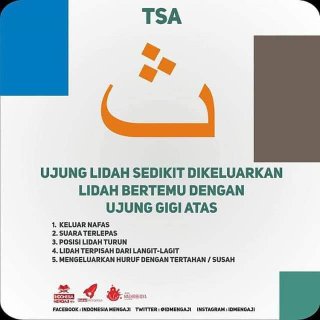 TSA
ث
UJUNG LIDAH SEDIKIT DIKELUARKAN
LIDAH BERTEMU DENGAN
UJUNG GIGI ATAS
1. KELUAR NAFAS
2. SUARA TERLEPAS
3. POSISI LIDAH TURUN
4. LIDAH TERPISAH DARI LANGIT-LAGIT
5. MENGELUARKAN HURUF DENGAN TERTAHAN / SUSAH
INDONESIA
MENGAJI
FACEBOOK : INDONESIA MENGAJI TWITTER : @IDMENGAJI INSTAGRAM : IDMENGAJI